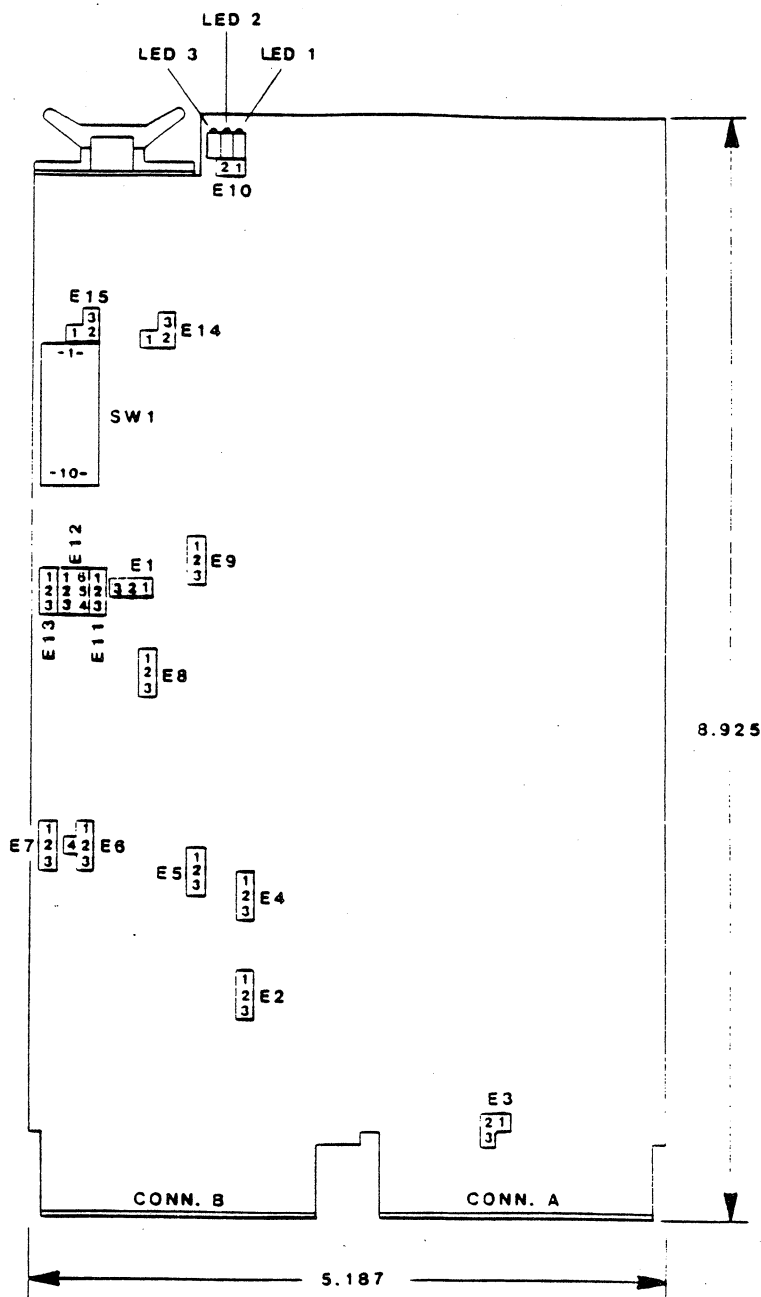 LED 2
LED 3
LED 1
2 1
E10
E15
3
1 2
3
1 2
E14
-1-
SW1
-10-
E12
1
2
3
E9
E1
3 2 1
1 1 6 1
2 2 5 2
3 3 4 3
E13
E11
1
2
3
E8
E7
1
2
3
4
1
2
3
E6
E5
1
2
3
1
2
3
E4
1
2
3
E2
8.925
E3
2 1
3
CONN. B
CONN. A
5.187